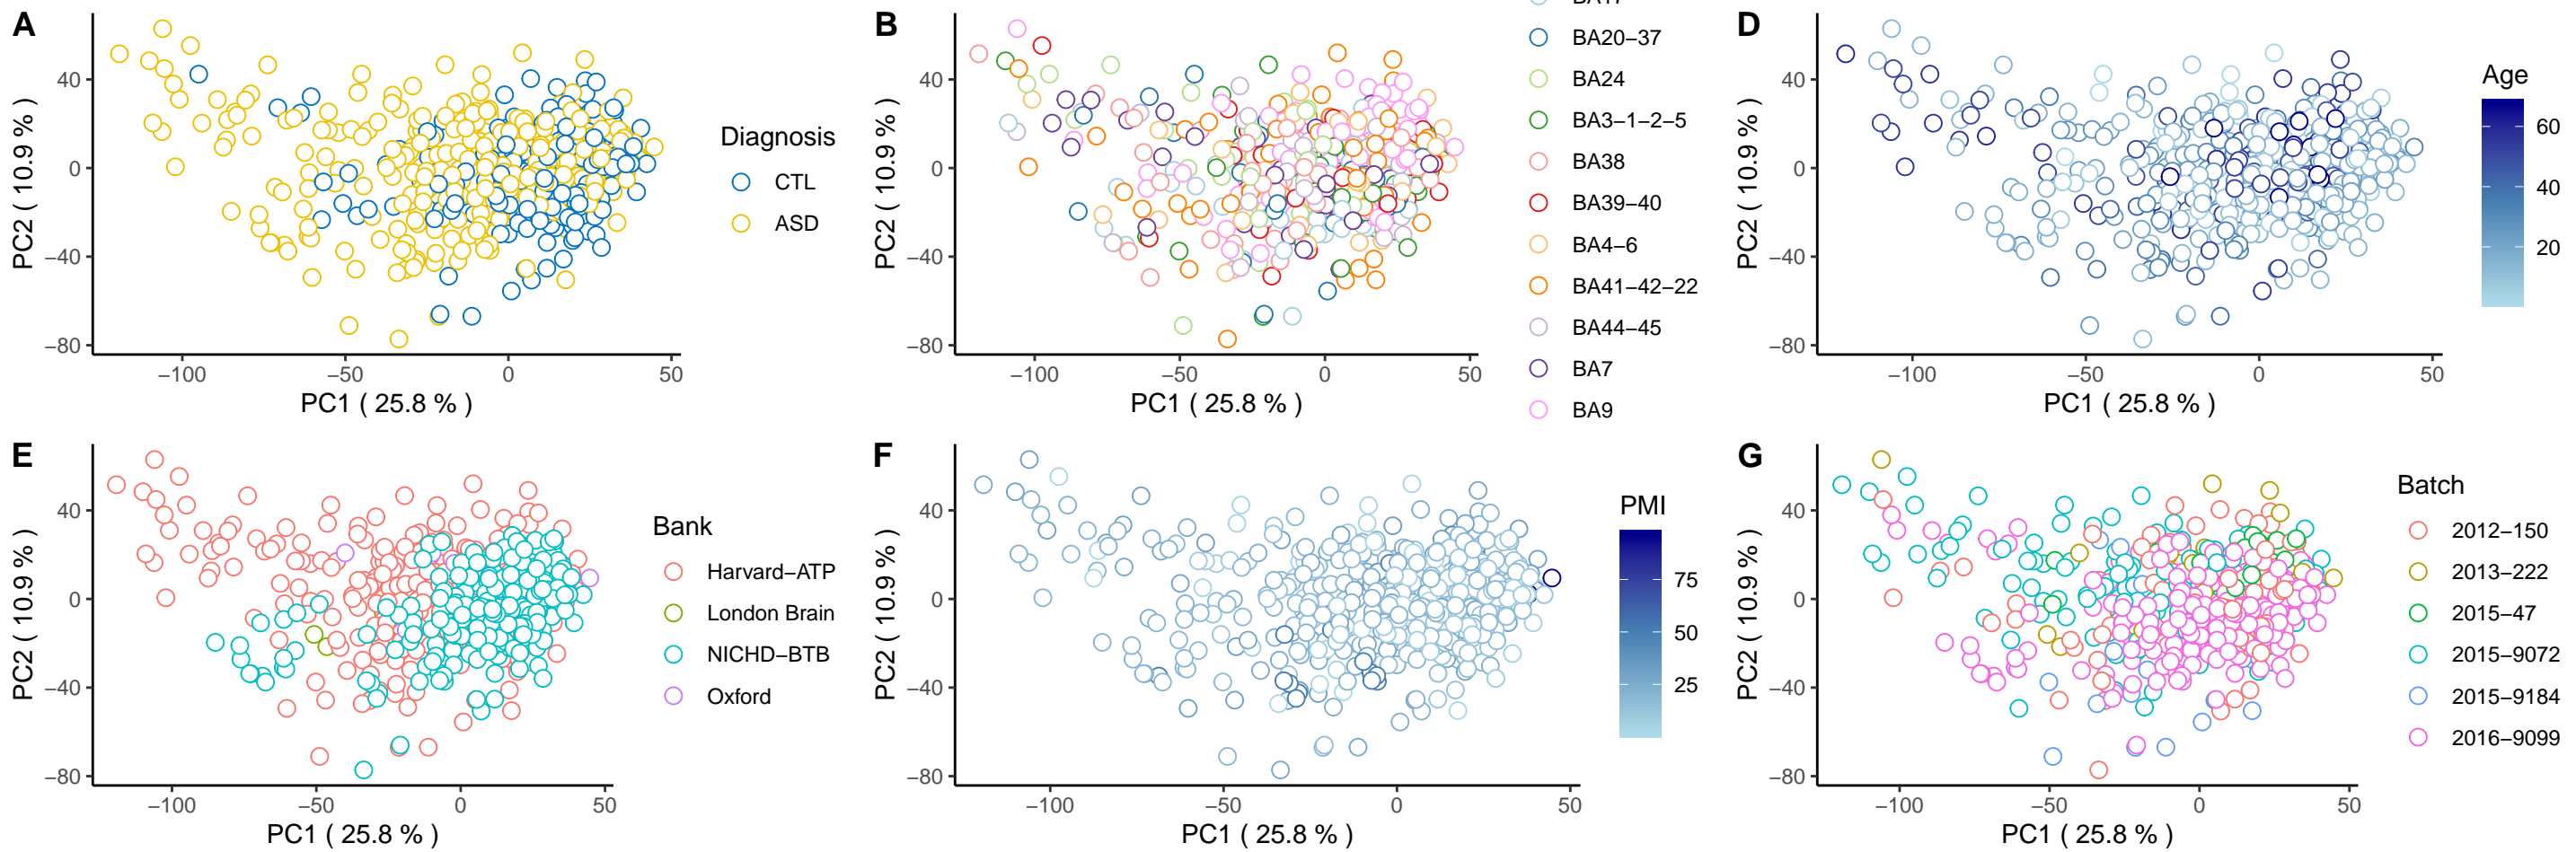 A
PC2 ( 10.9 % )
40
0
−40
−80
−100
−50
0
50
PC1 ( 25.8 % )
Diagnosis
CTL
ASD
B
PC2 ( 10.9 % )
40
0
−40
−80
−100
−50
0
50
PC1 ( 25.8 % )
BA20−37
BA24
BA3−1−2−5
BA38
BA39−40
BA4−6
BA41−42−22
BA44−45
BA7
BA9
D
PC2 ( 10.9 % )
40
0
−40
−80
−100
−50
0
50
PC1 ( 25.8 % )
Age
60
40
20
E
PC2 ( 10.9 % )
40
0
−40
−80
−100
−50
0
50
PC1 ( 25.8 % )
Bank
Harvard−ATP
London Brain
NICHD−BTB
Oxford
F
PC2 ( 10.9 % )
40
0
−40
−80
−100
−50
0
50
PC1 ( 25.8 % )
PMI
75
50
25
G
PC2 ( 10.9 % )
40
0
−40
−80
−100
−50
0
50
PC1 ( 25.8 % )
Batch
2012−150
2013−222
2015−47
2015−9072
2015−9184
2016−9099